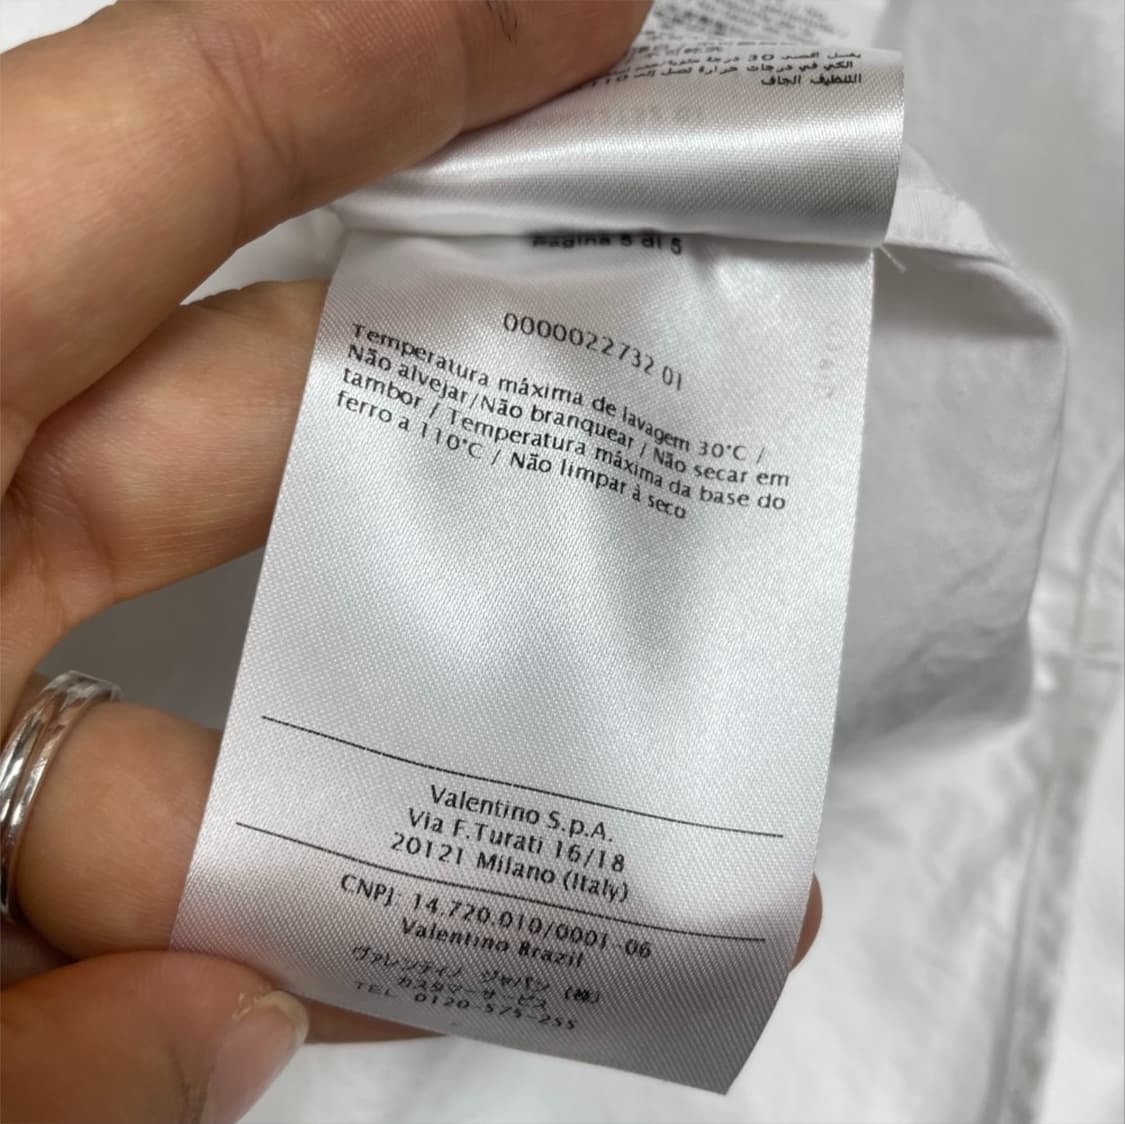 التنظيف الجاف
Pagina 5 di 5
0000022732 01
Temperatura máxima de lavagem 30°C /
Não alvejar/Não branquear / Não secar em
tambor / Temperatura máxima da base do
ferro a 110°C / Não limpar à seco
Valentino S.p.A.
Via F.Turati 16/18
20121 Milano (Italy)
CNPJ: 14.720.010/0001-06
Valentino Brazil
ヴァレンティノ ジャパン (株)
カスタマーサービス
TEL 0120-575-255